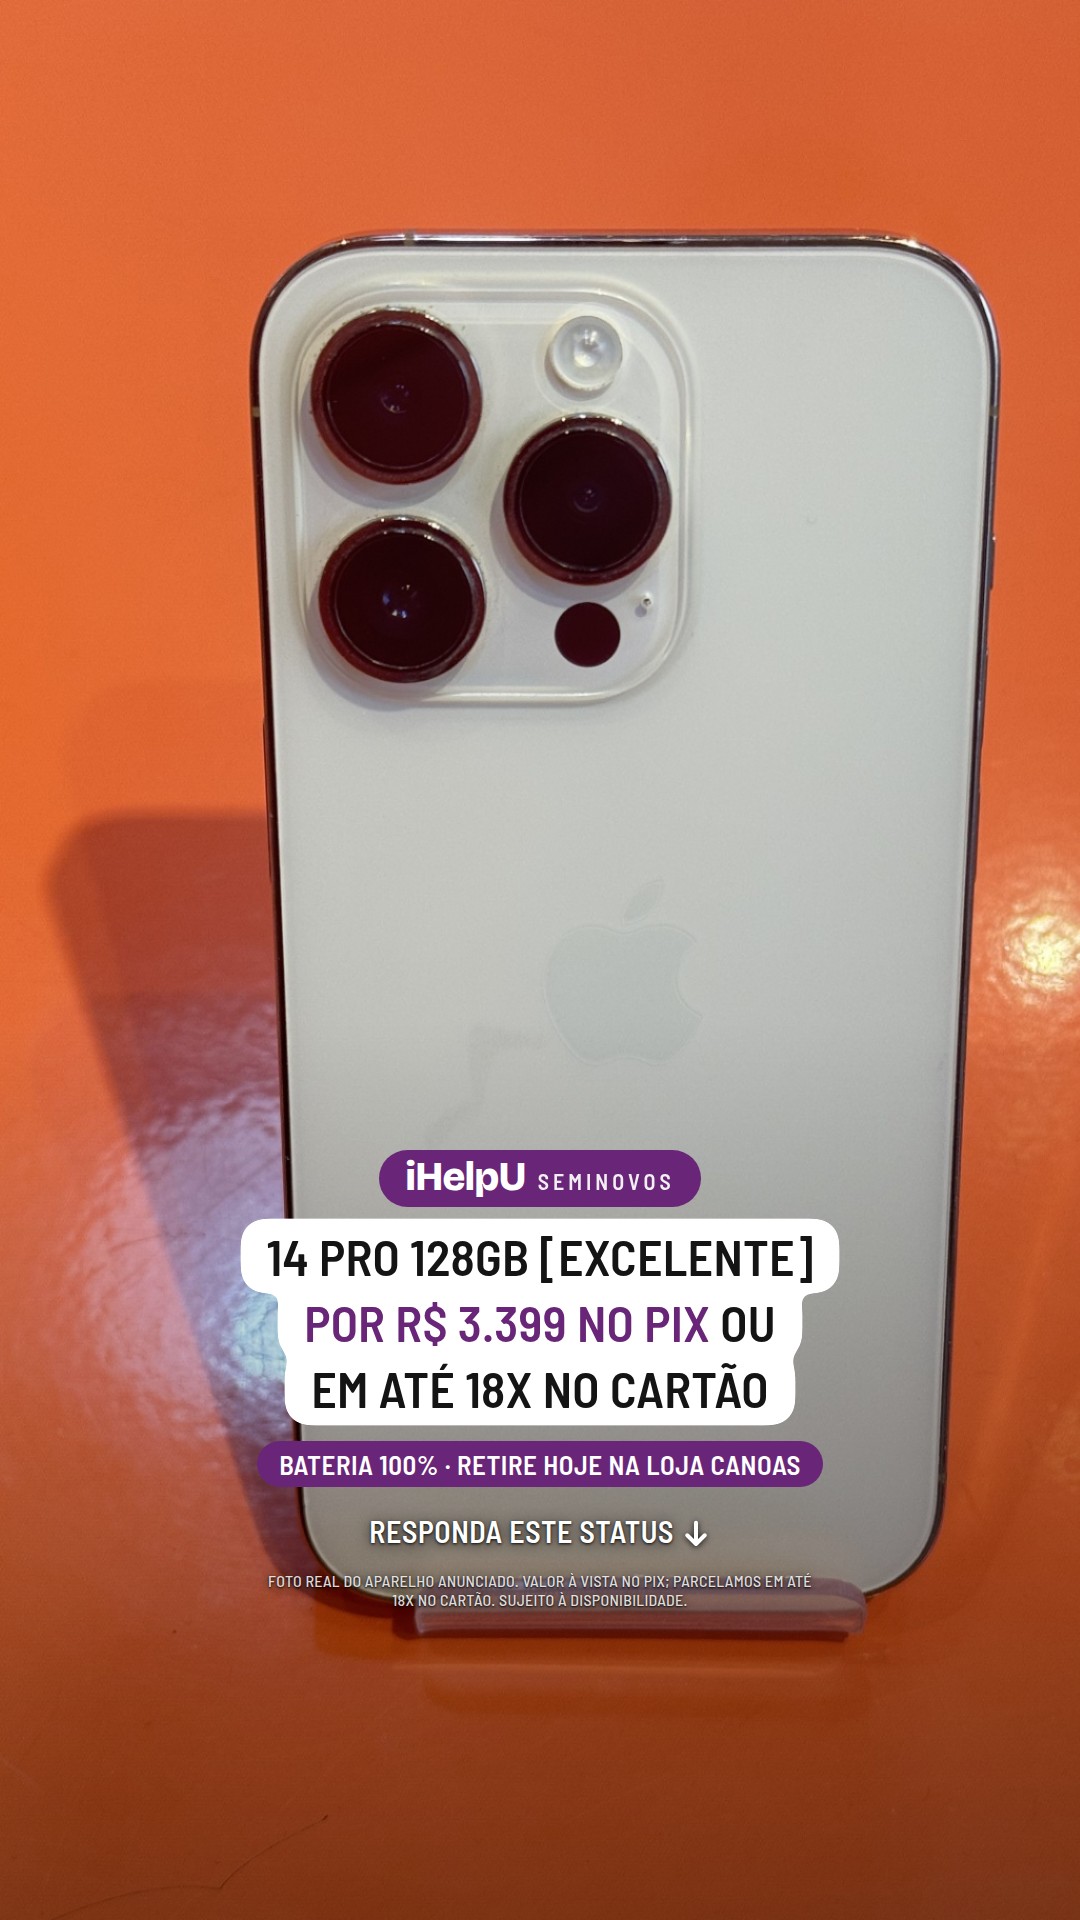 iHelpU SEMINOVOS
14 PRO 128GB [EXCELENTE]
POR R$ 3.399 NO PIX OU
EM ATÉ 18X NO CARTÃO
BATERIA 100% · RETIRE HOJE NA LOJA CANOAS
RESPONDA ESTE STATUS ↓
FOTO REAL DO APARELHO ANUNCIADO. VALOR À VISTA NO PIX; PARCELAMOS EM ATÉ
18X NO CARTÃO. SUJEITO À DISPONIBILIDADE.